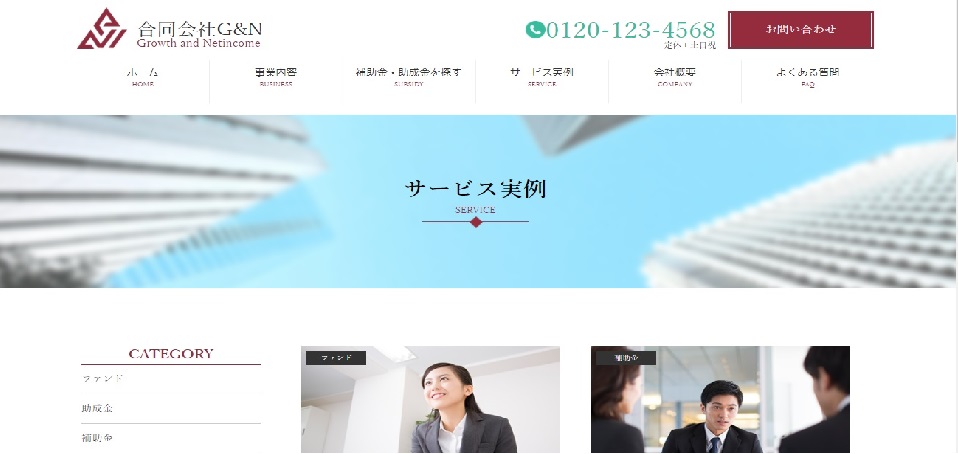 合同会社G&N
Growth and Netincome
0120-123-4568
定休：土日祝
お問い合わせ
ホーム
HOME
事業内容
BUSINESS
補助金・助成金を探す
SUBSIDY
サービス実例
SERVICE
会社概要
COMPANY
よくある質問
FAQ
サービス実例
SERVICE
CATEGORY
ファンド
助成金
補助金
ファンド
補助金